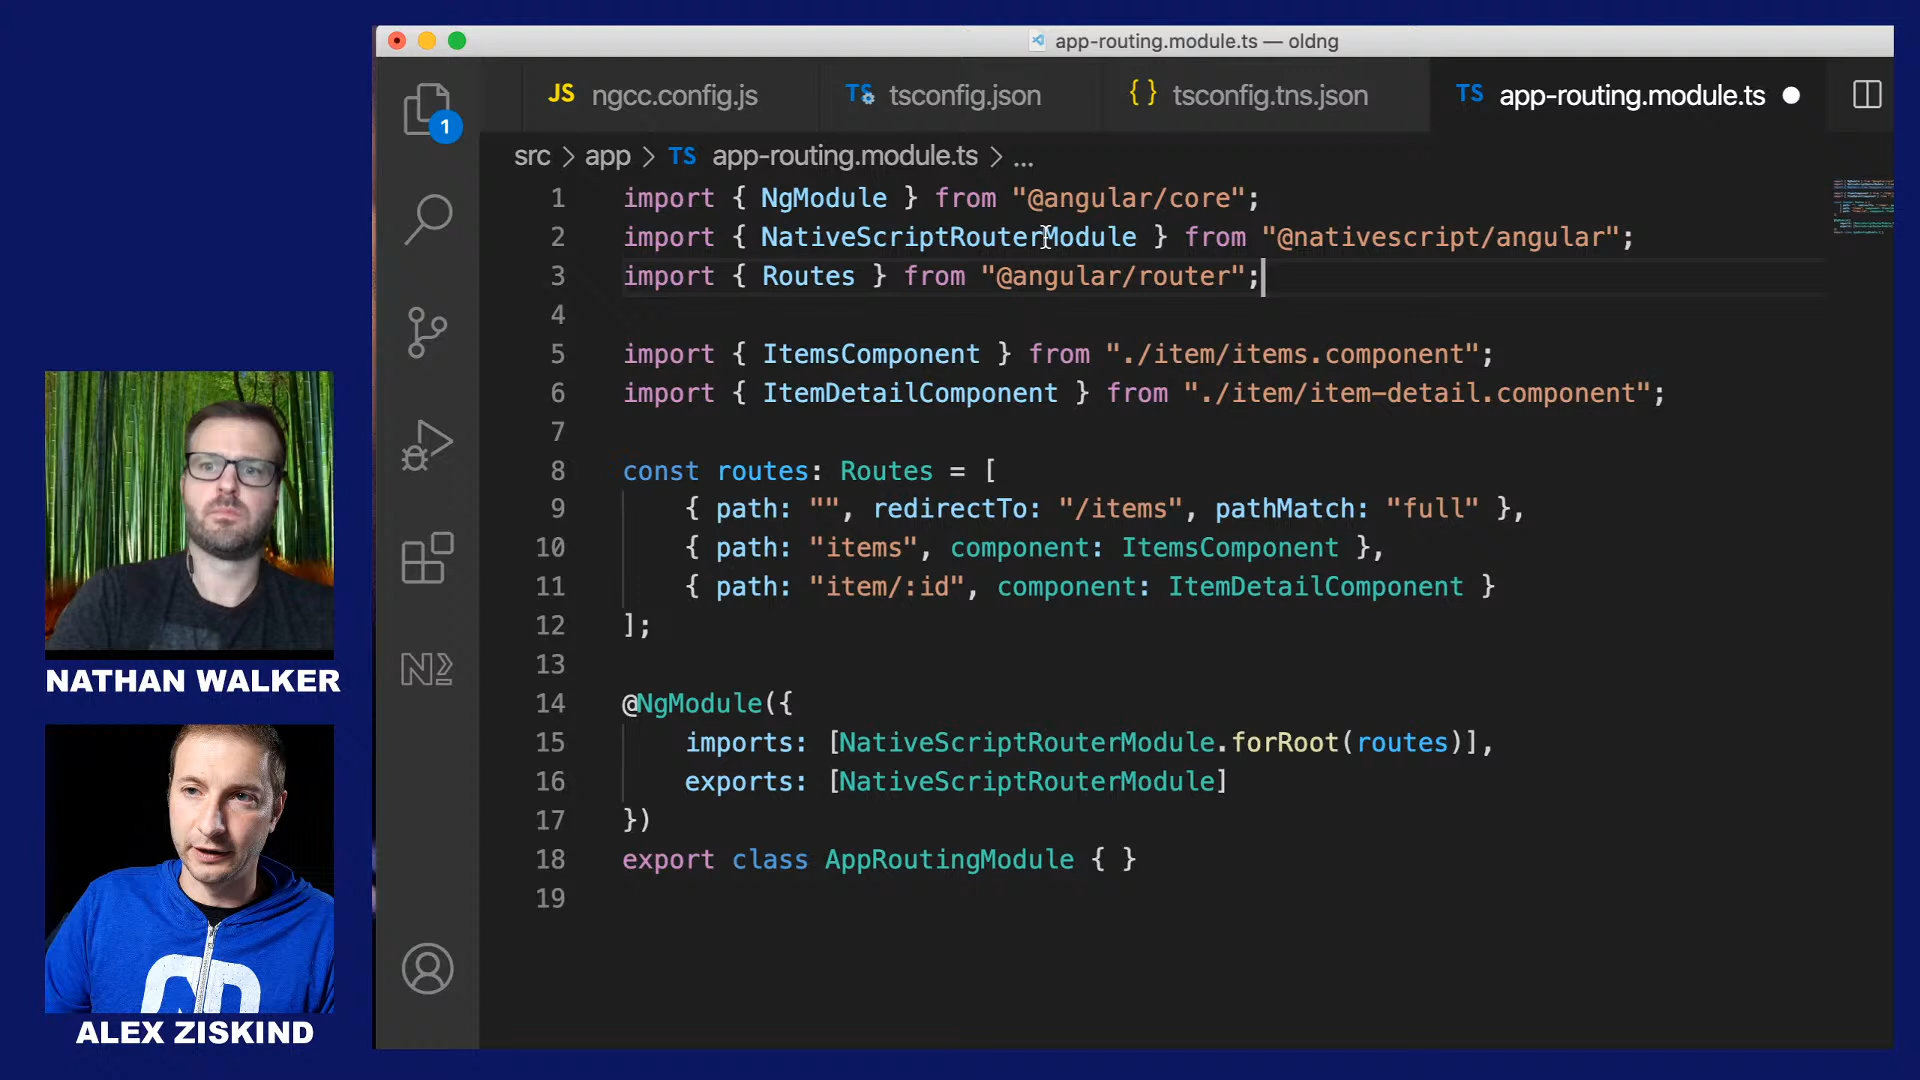 app-routing.module.ts — oldng
JS ngcc.config.js
TS tsconfig.json
{} tsconfig.tns.json
TS app-routing.module.ts
1
src > app > TS app-routing.module.ts > ...
1 import { NgModule } from "@angular/core";
2 import { NativeScriptRouterModule } from "@nativescript/angular";
3 import { Routes } from "@angular/router";
4
5 import { ItemsComponent } from "./item/items.component";
6 import { ItemDetailComponent } from "./item/item-detail.component";
7
8 const routes: Routes = [
9 { path: "", redirectTo: "/items", pathMatch: "full" },
10 { path: "items", component: ItemsComponent },
11 { path: "item/:id", component: ItemDetailComponent }
12 ];
13
14 @NgModule({
15 imports: [NativeScriptRouterModule.forRoot(routes)],
16 exports: [NativeScriptRouterModule]
17 })
18 export class AppRoutingModule { }
19
NATHAN WALKER
ALEX ZISKIND